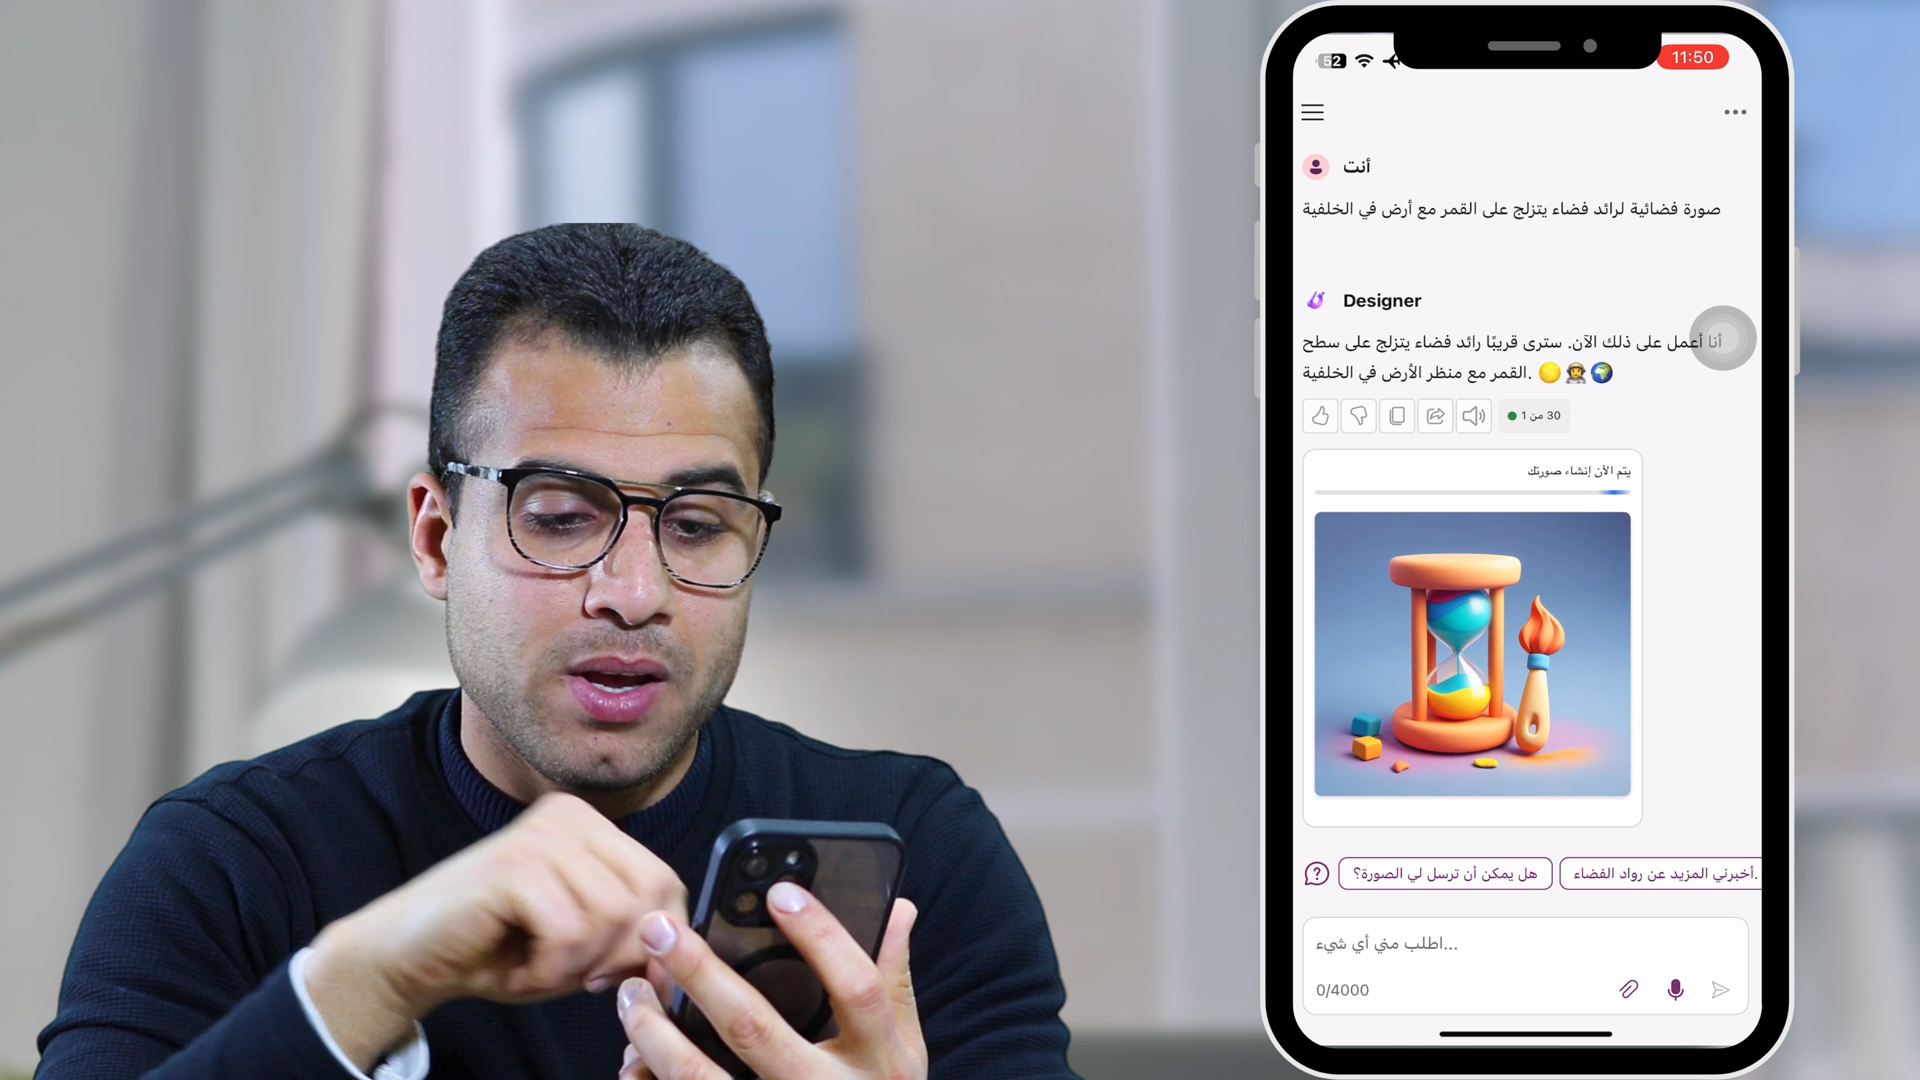 52
11:50
أنت
صورة فضائية لرائد فضاء يتزلج على القمر مع أرض في الخلفية
Designer
أنا أعمل على ذلك الآن. سترى قريبًا رائد فضاء يتزلج على سطح
القمر مع منظر الأرض في الخلفية.
30 من 1
يتم الآن إنشاء صورتك
هل يمكن أن ترسل لي الصورة؟
أخبرني المزيد عن رواد الفضاء.
اطلب مني أي شيء...
0/4000